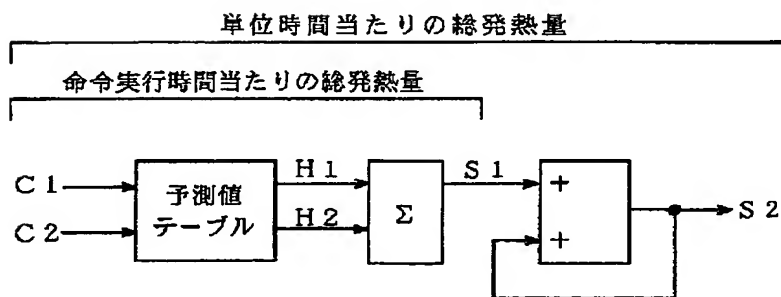 単位時間当たりの総発熱量
命令実行時間当たりの総発熱量
C1
C2
予測値
テーブル
H1
H2
Σ
S1
+
+
S2